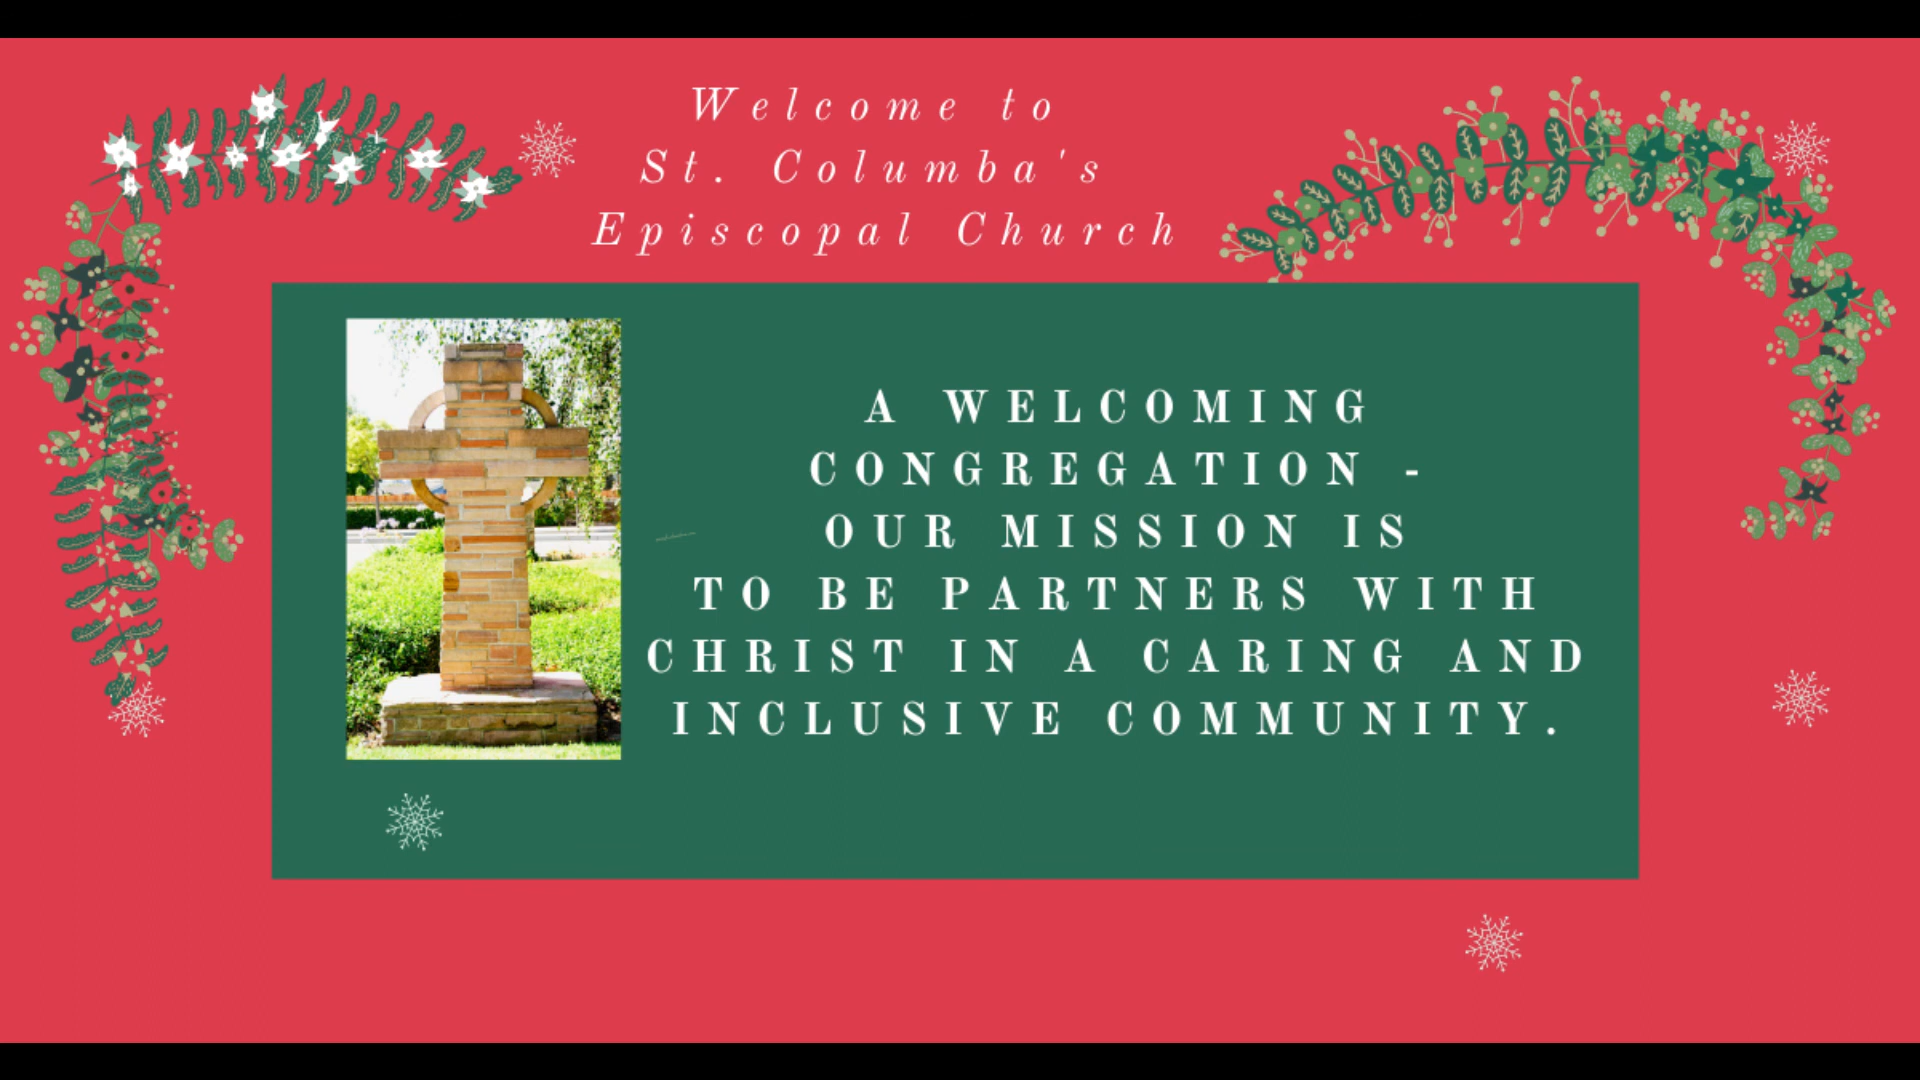 Welcome to
St. Columba's
Episcopal Church
A WELCOMING
CONGREGATION -
OUR MISSION IS
TO BE PARTNERS WITH
CHRIST IN A CARING AND
INCLUSIVE COMMUNITY.